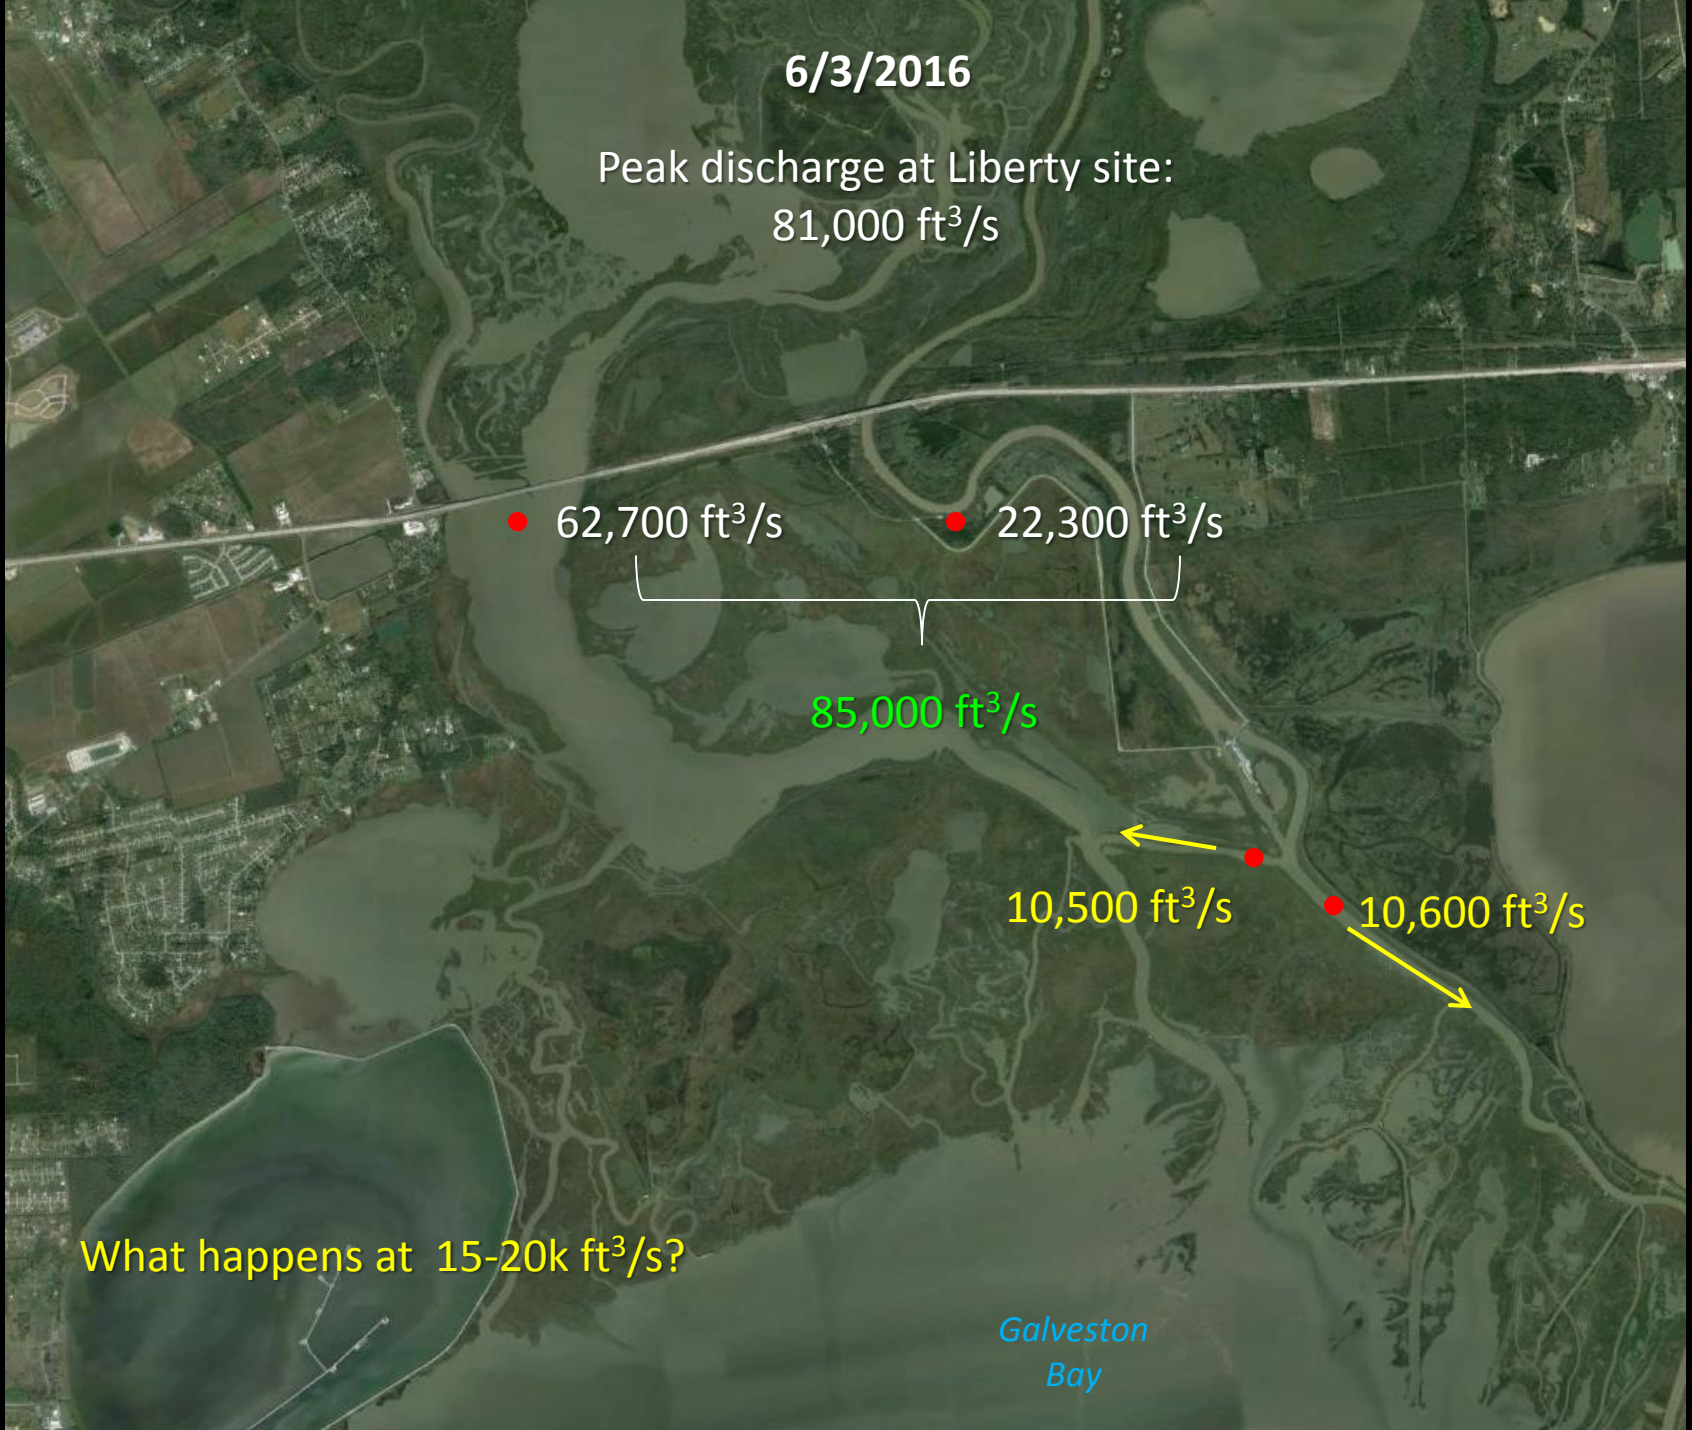 6/3/2016
Peak discharge at Liberty site:
81,000 ft³/s
62,700 ft³/s
22,300 ft³/s
85,000 ft³/s
10,500 ft³/s
10,600 ft³/s
What happens at  15-20k ft³/s?
Galveston
Bay